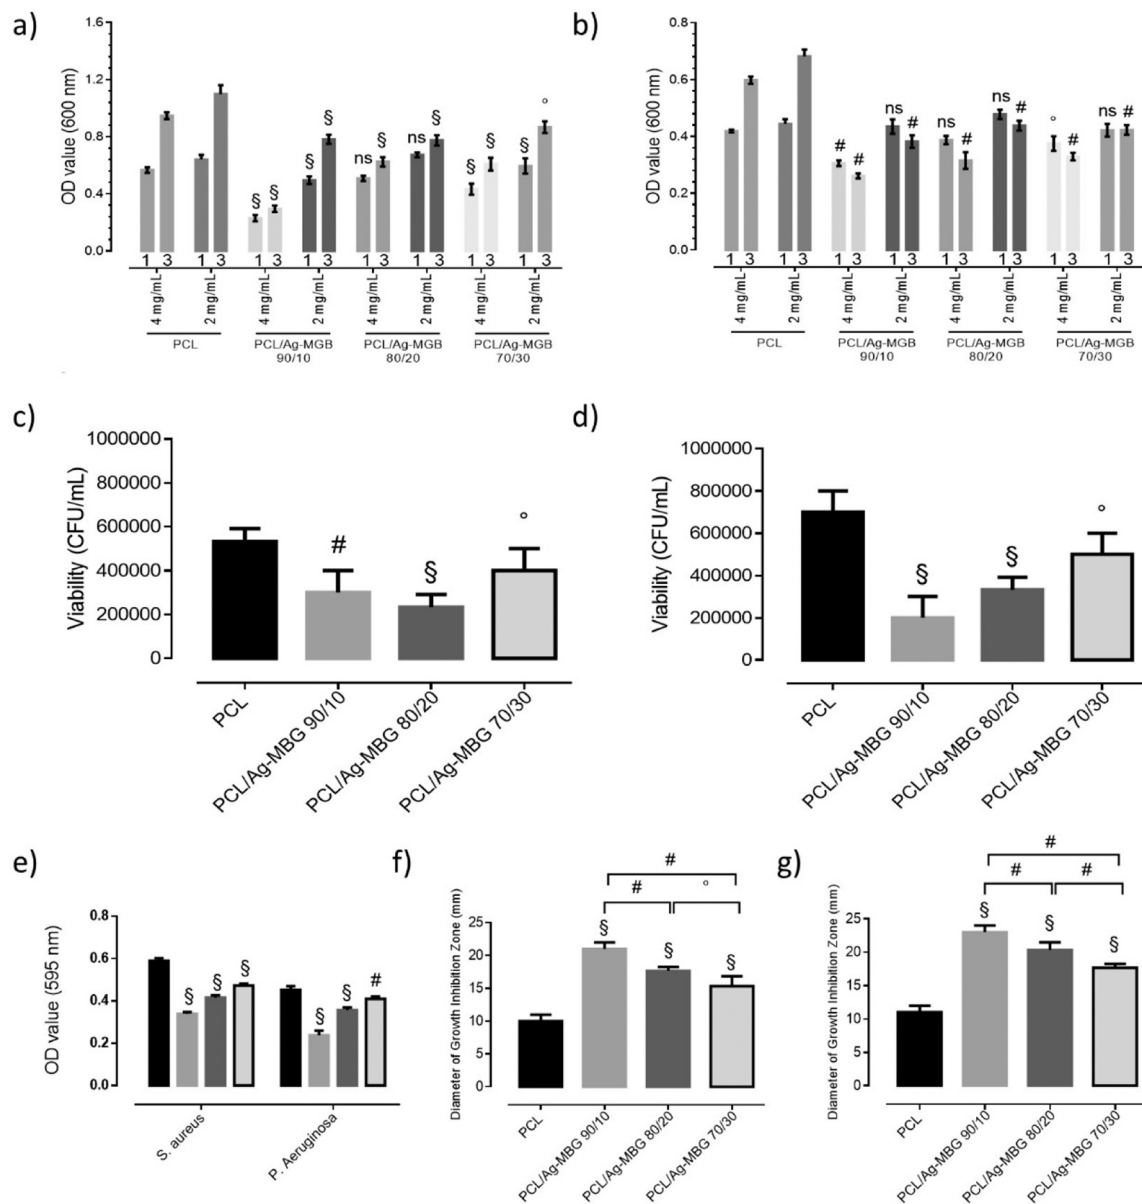 a)
OD value (600 nm)
1.6
1.2
0.8
0.4
0.0
§ § § § ns § ns § § § § °
1 3 1 3 1 3 1 3 1 3 1 3 1 3 1 3
4 mg/mL 2 mg/mL 4 mg/mL 2 mg/mL 4 mg/mL 2 mg/mL 4 mg/mL 2 mg/mL
PCL PCL/Ag-MGB PCL/Ag-MGB PCL/Ag-MGB
90/10 80/20 70/30
b)
OD value (600 nm)
0.8
0.6
0.4
0.2
0.0
# # ns # ns # ns # ° # ns #
1 3 1 3 1 3 1 3 1 3 1 3 1 3 1 3
4 mg/mL 2 mg/mL 4 mg/mL 2 mg/mL 4 mg/mL 2 mg/mL 4 mg/mL 2 mg/mL
PCL PCL/Ag-MGB PCL/Ag-MGB PCL/Ag-MGB
90/10 80/20 70/30
c)
Viability (CFU/mL)
1000000
800000
600000
400000
200000
0
# § °
PCL
PCL/Ag-MBG 90/10
PCL/Ag-MBG 80/20
PCL/Ag-MBG 70/30
d)
Viability (CFU/mL)
1000000
800000
600000
400000
200000
0
§ § °
PCL
PCL/Ag-MBG 90/10
PCL/Ag-MBG 80/20
PCL/Ag-MBG 70/30
e)
OD value (595 nm)
0.8
0.6
0.4
0.2
0.0
§ § § § § #
S. aureus
P. Aeruginosa
f)
Diameter of Growth Inhibition Zone (mm)
25
20
15
10
5
0
#
# °
§ § §
PCL
PCL/Ag-MBG 90/10
PCL/Ag-MBG 80/20
PCL/Ag-MBG 70/30
g)
Diameter of Growth Inhibition Zone (mm)
25
20
15
10
5
0
#
# #
§ § §
PCL
PCL/Ag-MBG 90/10
PCL/Ag-MBG 80/20
PCL/Ag-MBG 70/30